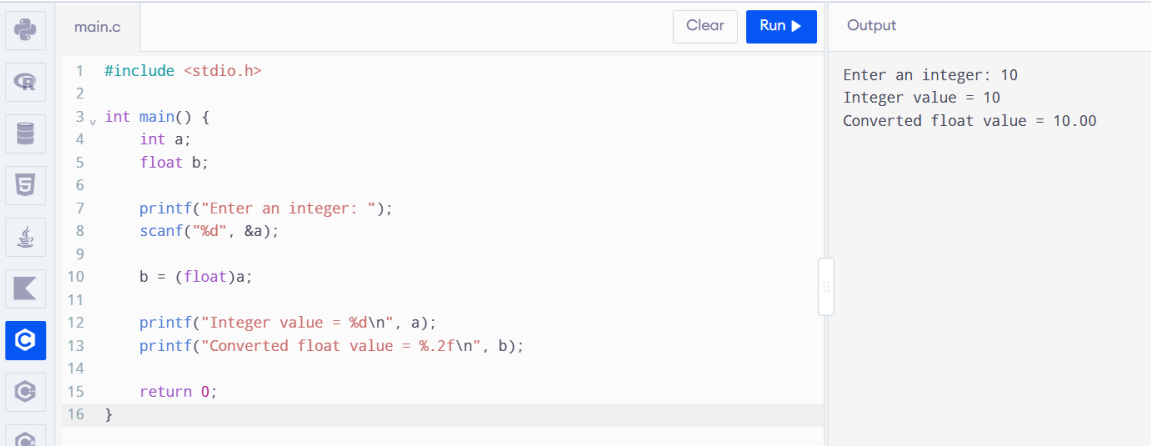 main.c
Clear
Run
Output
1 #include <stdio.h>
2
3 int main() {
4     int a;
5     float b;
6
7     printf("Enter an integer: ");
8     scanf("%d", &a);
9
10     b = (float)a;
11
12     printf("Integer value = %d\n", a);
13     printf("Converted float value = %.2f\n", b);
14
15     return 0;
16 }
Enter an integer: 10
Integer value = 10
Converted float value = 10.00